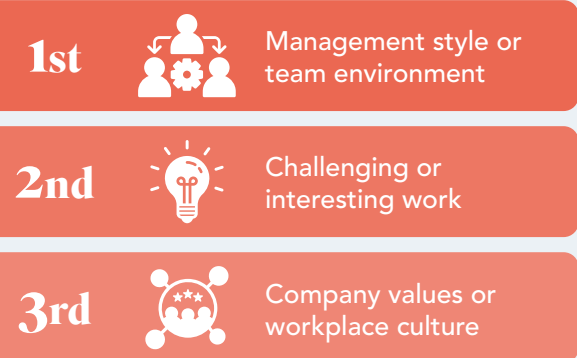 1st
Management style or
team environment
2nd
Challenging or
interesting work
3rd
Company values or
workplace culture